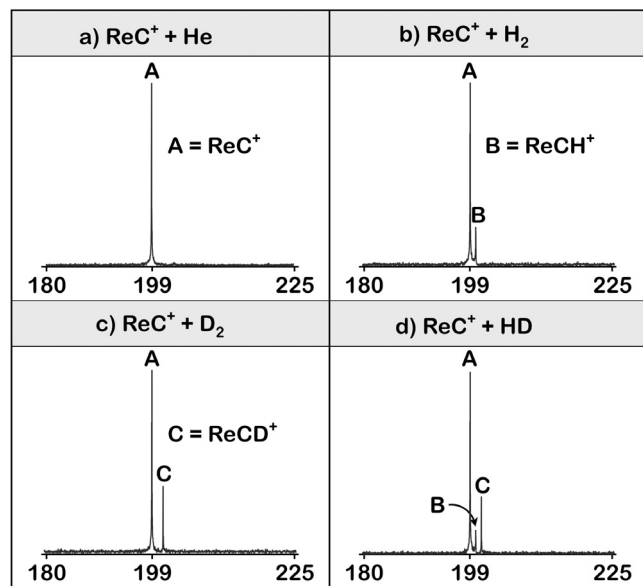 a) ReC⁺ + He
A
A = ReC⁺
180 199 225
b) ReC⁺ + H₂
A
B = ReCH⁺
B
180 199 225
c) ReC⁺ + D₂
A
C = ReCD⁺
C
180 199 225
d) ReC⁺ + HD
A
B C
180 199 225